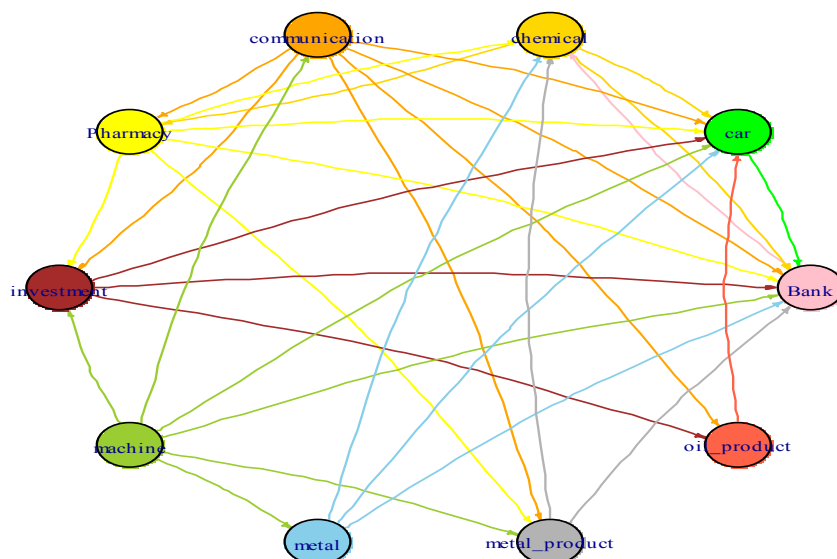 communication
chemical
Pharmacy
car
investment
Bank
machine
oil_product
metal
metal_product